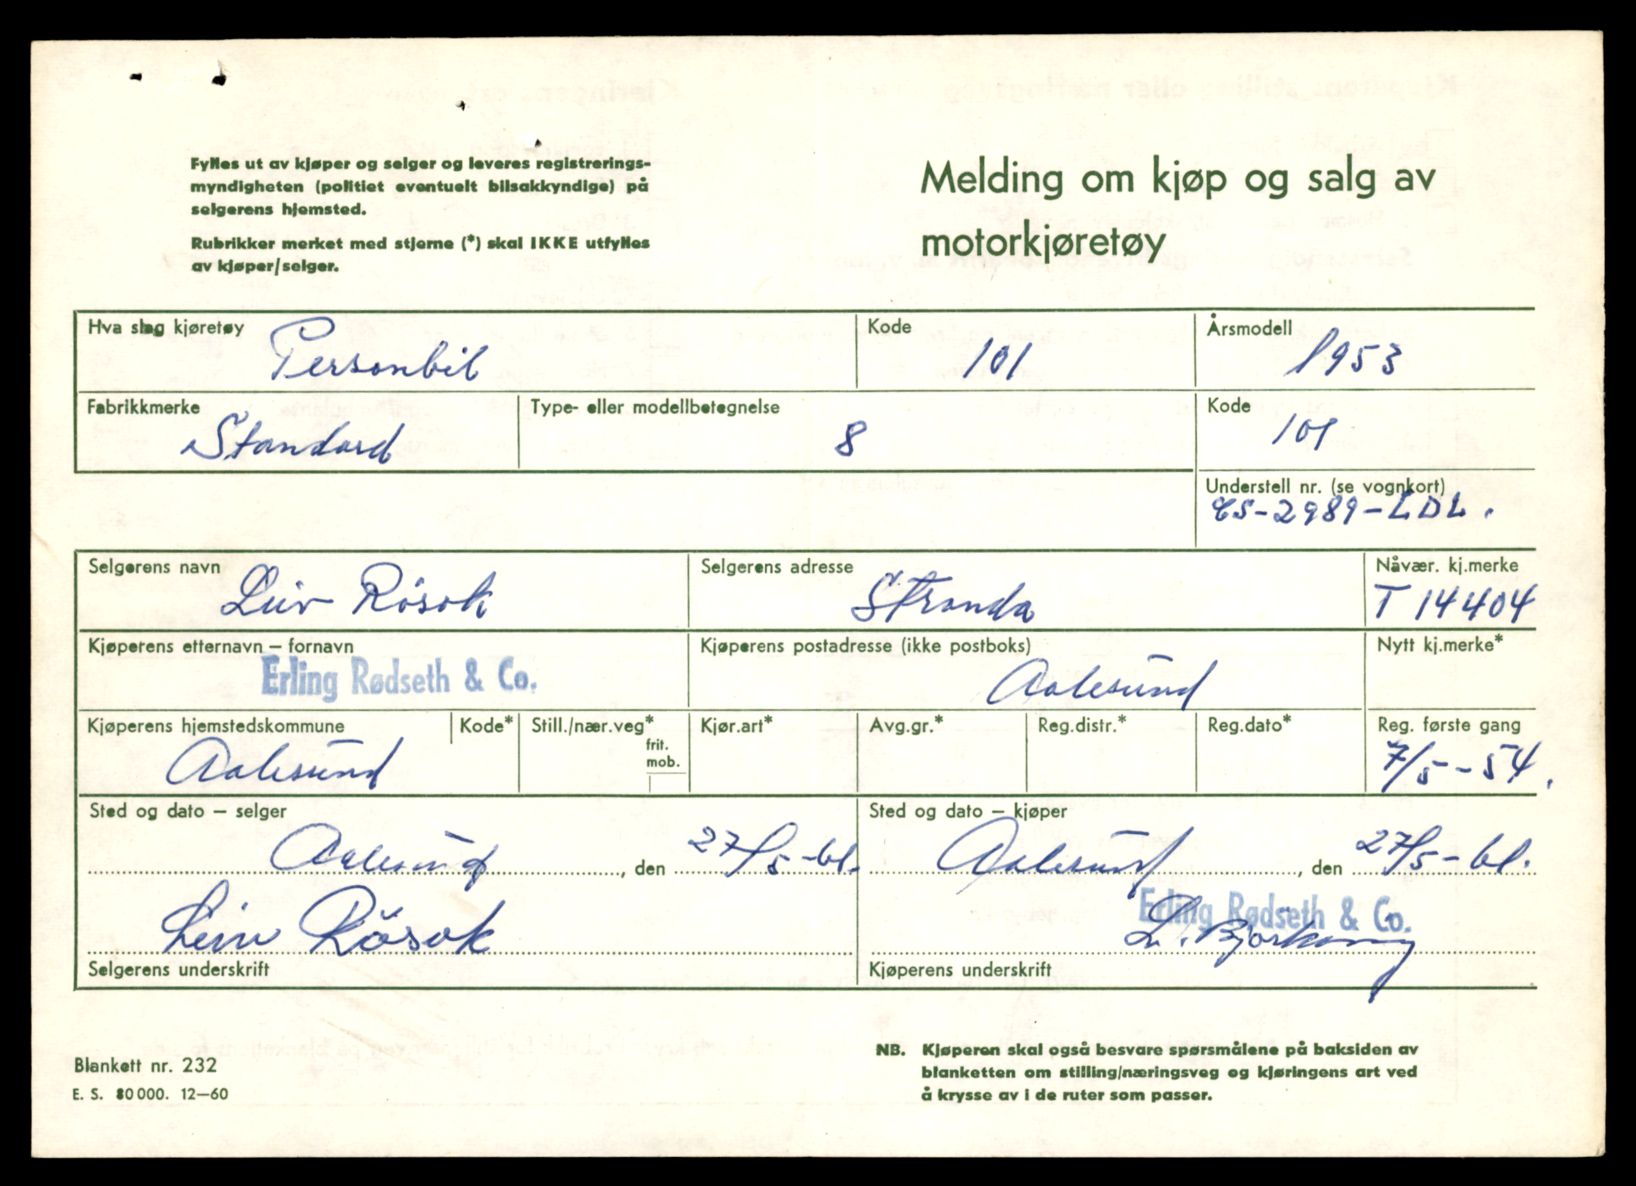 Fylles ut av kjøper og selger og leveres registrerings-
myndigheten (politiet eventuelt bilsakkyndige) på
selgerens hjemsted.
Rubrikker merket med stjerne (*) skal IKKE utfylles
av kjøper/selger.
Melding om kjøp og salg av
motorkjøretøy
Hva slag kjøretøy Personbil
Kode 101
Årsmodell 1953
Fabrikkmerke Standard
Type- eller modellbetegnelse 8
Kode 101
Understell nr. (se vognkort)
ES-2989-LDL.
Selgerens navn Leiv Rösok
Selgerens adresse Stranda
Nåvær. kj.merke
T 14404
Kjøperens etternavn – fornavn
Erling Rødseth & Co.
Kjøperens postadresse (ikke postboks)
Aalesund
Nytt kj.merke*
Kjøperens hjemstedskommune
Aalesund
Kode*
Still./nær.veg*
frit.
mob.
Kjør.art*
Avg.gr.*
Reg.distr.*
Reg.dato*
Reg. første gang
7/5-54.
Sted og dato – selger
Aalesund, den 27/5-61.
Leiv Rösok
Selgerens underskrift
Sted og dato – kjøper
Aalesund, den 27/5-61.
Erling Rødseth & Co.
Kjøperens underskrift
Blankett nr. 232
E. S. 80000. 12–60
NB. Kjøperen skal også besvare spørsmålene på baksiden av
blanketten om stilling/næringsveg og kjøringens art ved
å krysse av i de ruter som passer.